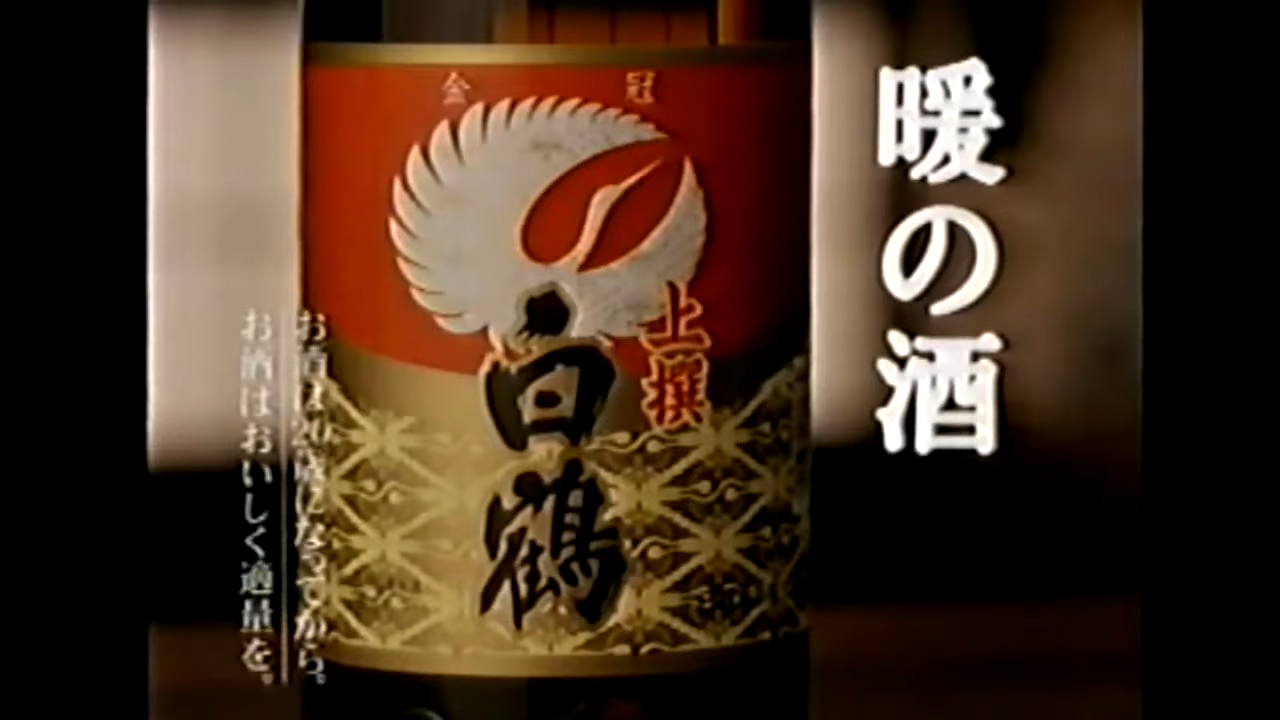 暖の酒
金冠
上撰
白鶴
お酒は20歳になってから。
お酒はおいしく適量を。